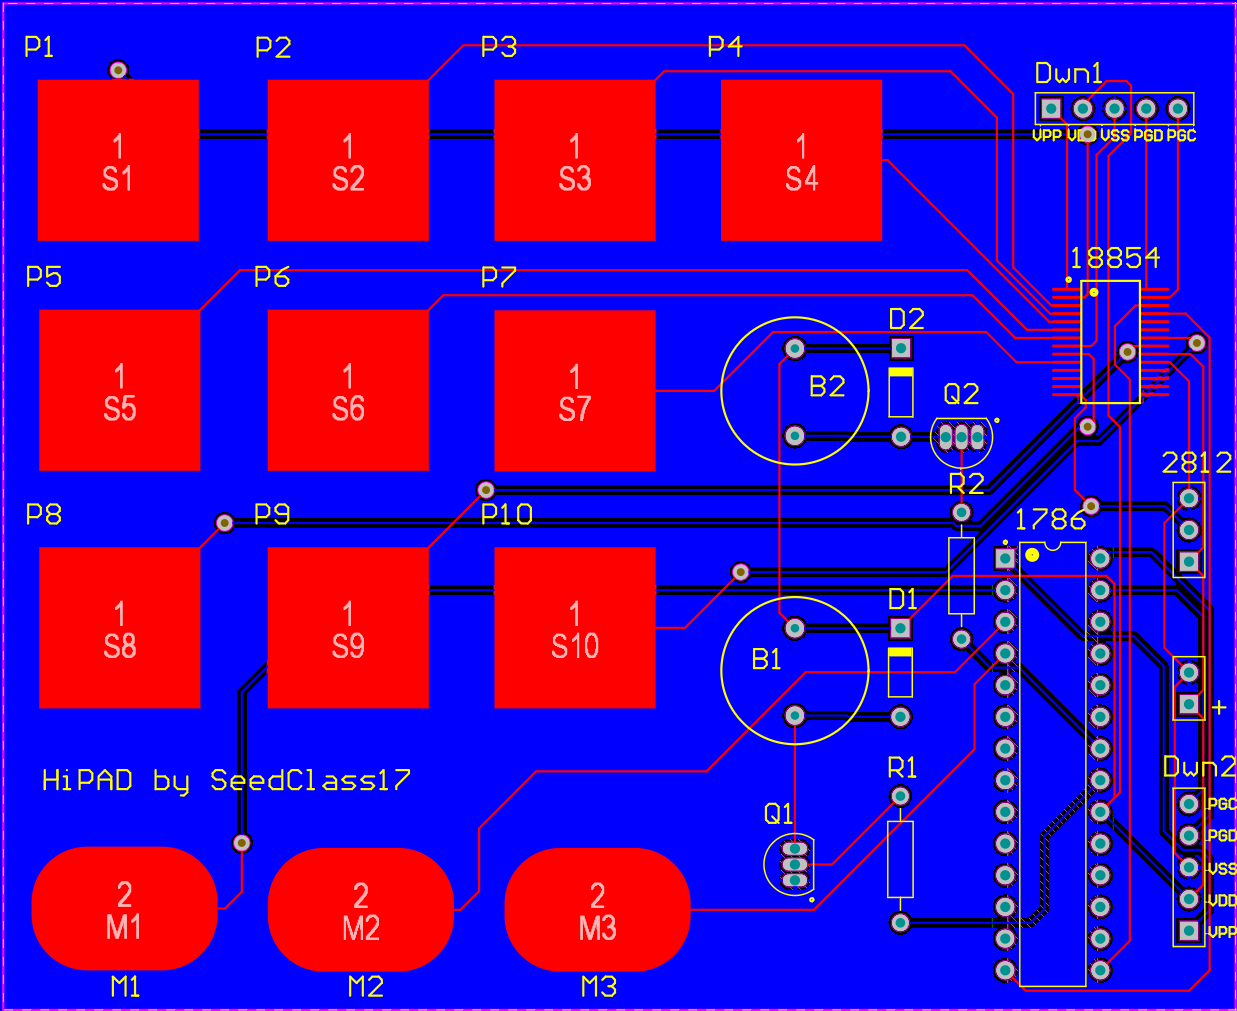 P1 P2 P3 P4
Dwn1
VPP VD VSS PGD PGC
1 1 1 1
S1 S2 S3 S4
18854
P5 P6 P7
D2
1 1 1
S5 S6 S7
B2
Q2
2812
R2
P8 P9 P10
1786
D1
1 1 1
S8 S9 S10
B1
+
HiPAD by SeedClass17
R1
Dwn2
PGC
Q1
PGD
VSS
2 2 2
M1 M2 M3
VDD
VPP
M1 M2 M3